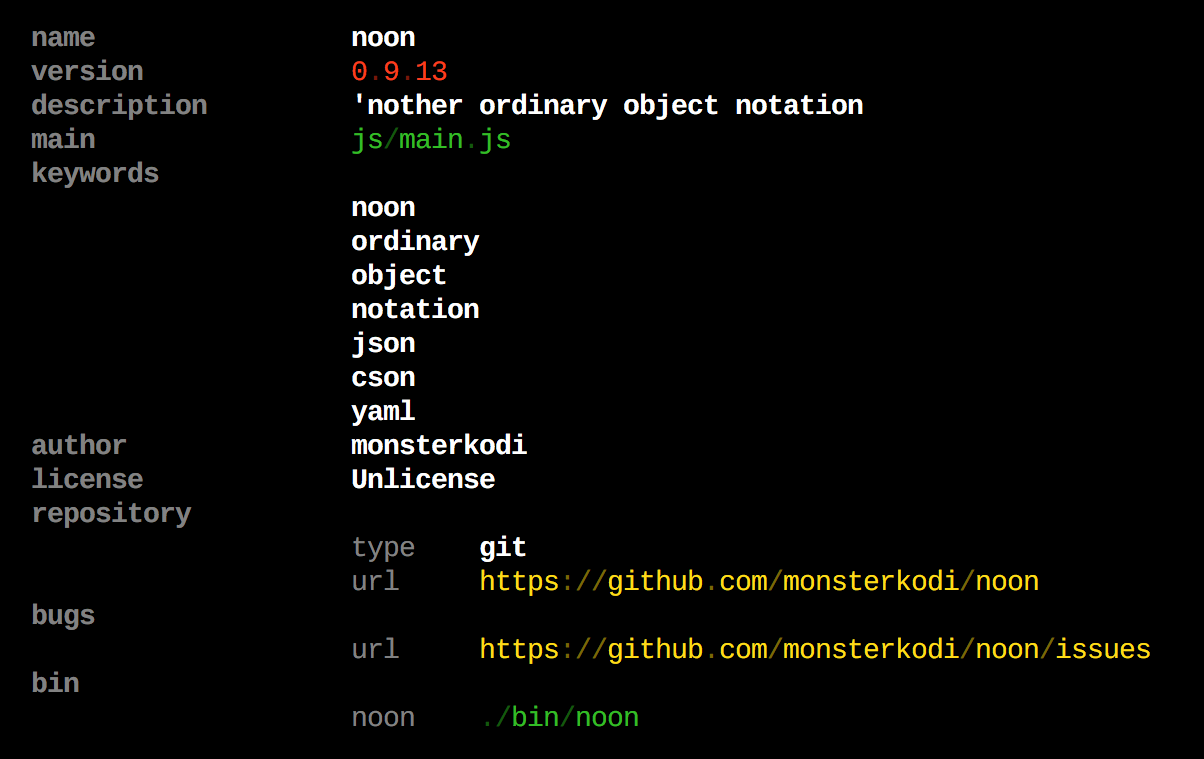 name noon
version 0.9.13
description 'nother ordinary object notation
main js/main.js
keywords
noon
ordinary
object
notation
json
cson
yaml
author monsterkodi
license Unlicense
repository
type git
url https://github.com/monsterkodi/noon
bugs
url https://github.com/monsterkodi/noon/issues
bin
noon ./bin/noon